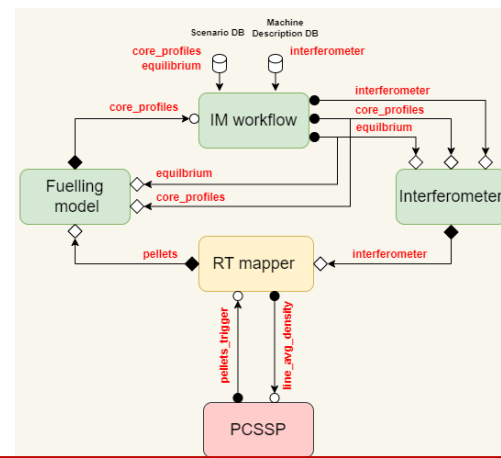 Scenario DB
Machine
Description DB
core_profiles
equilibrium
interferometer
interferometer
core_profiles
core_profiles
IM workflow
equilbrium
equilbrium
Fuelling
model
core_profiles
Interferometer
pellets
RT mapper
interferometer
pellets_trigger
line_avg_density
PCSSP